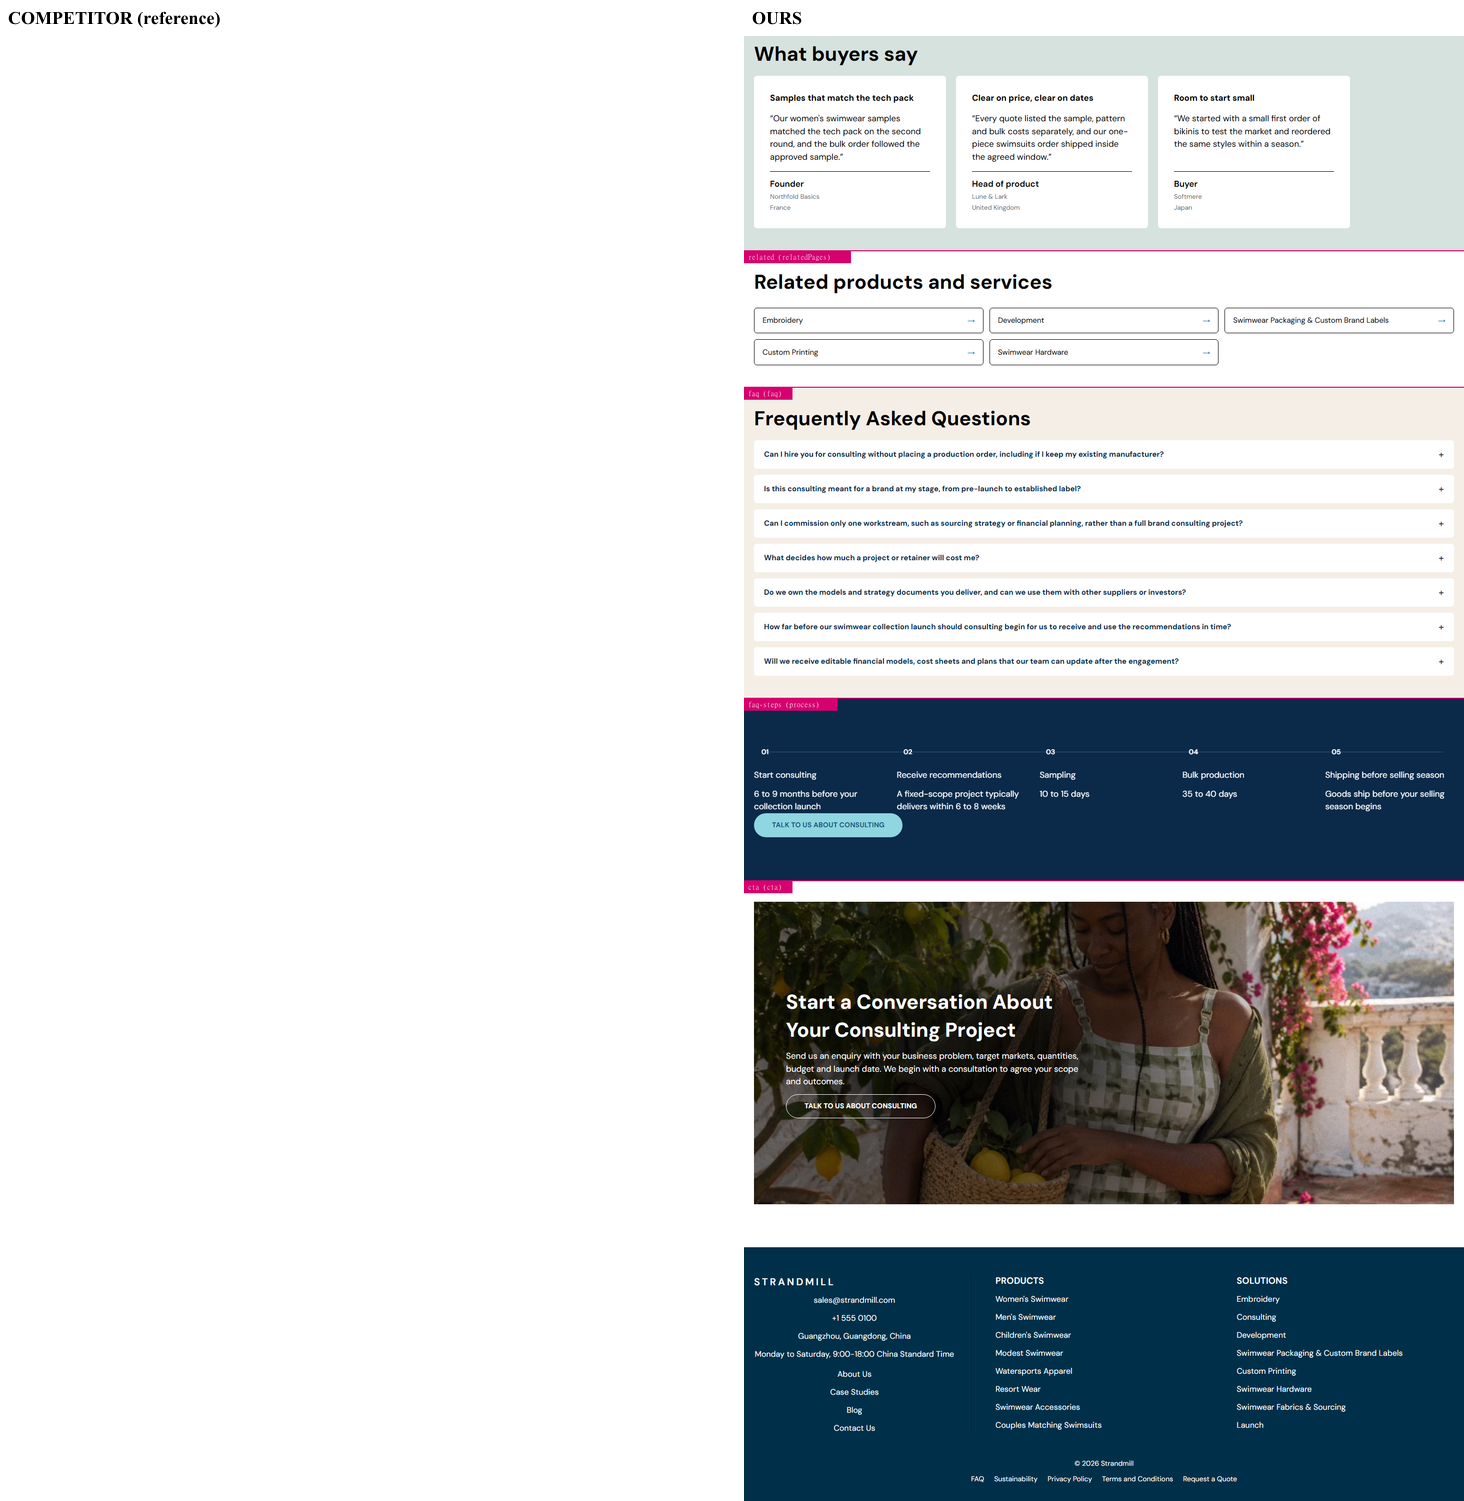 COMPETITOR (reference)
OURS
What buyers say
Samples that match the tech pack
“Our women's swimwear samples
matched the tech pack on the second
round, and the bulk order followed the
approved sample.”
Founder
Northfold Basics
France
Clear on price, clear on dates
“Every quote listed the sample, pattern
and bulk costs separately, and our one-
piece swimsuits order shipped inside
the agreed window.”
Head of product
Lune & Lark
United Kingdom
Room to start small
“We started with a small first order of
bikinis to test the market and reordered
the same styles within a season.”
Buyer
Softmere
Japan
related (relatedPages)
Related products and services
Embroidery →
Development →
Swimwear Packaging & Custom Brand Labels →
Custom Printing →
Swimwear Hardware →
faq (faq)
Frequently Asked Questions
Can I hire you for consulting without placing a production order, including if I keep my existing manufacturer? +
Is this consulting meant for a brand at my stage, from pre-launch to established label? +
Can I commission only one workstream, such as sourcing strategy or financial planning, rather than a full brand consulting project? +
What decides how much a project or retainer will cost me? +
Do we own the models and strategy documents you deliver, and can we use them with other suppliers or investors? +
How far before our swimwear collection launch should consulting begin for us to receive and use the recommendations in time? +
Will we receive editable financial models, cost sheets and plans that our team can update after the engagement? +
faq-steps (process)
01
Start consulting
6 to 9 months before your
collection launch
02
Receive recommendations
A fixed-scope project typically
delivers within 6 to 8 weeks
03
Sampling
10 to 15 days
04
Bulk production
35 to 40 days
05
Shipping before selling season
Goods ship before your selling
season begins
TALK TO US ABOUT CONSULTING
cta (cta)
Start a Conversation About
Your Consulting Project
Send us an enquiry with your business problem, target markets, quantities,
budget and launch date. We begin with a consultation to agree your scope
and outcomes.
TALK TO US ABOUT CONSULTING
STRANDMILL
sales@strandmill.com
+1 555 0100
Guangzhou, Guangdong, China
Monday to Saturday, 9:00-18:00 China Standard Time
About Us
Case Studies
Blog
Contact Us
PRODUCTS
Women's Swimwear
Men's Swimwear
Children's Swimwear
Modest Swimwear
Watersports Apparel
Resort Wear
Swimwear Accessories
Couples Matching Swimsuits
SOLUTIONS
Embroidery
Consulting
Development
Swimwear Packaging & Custom Brand Labels
Custom Printing
Swimwear Hardware
Swimwear Fabrics & Sourcing
Launch
© 2026 Strandmill
FAQ Sustainability Privacy Policy Terms and Conditions Request a Quote